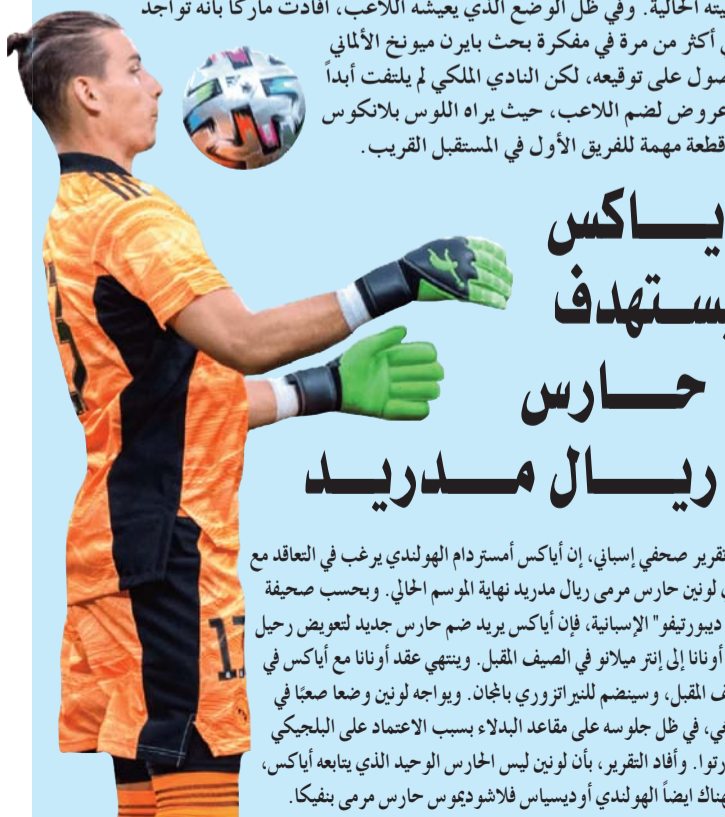 الحالية. وفي ظل الوضع الذي يعيشه اللاعب، أفادت ماركا بأنه تواجد
أكثر من مرة في مفكرة بحث بايرن ميونخ الألماني
على توقيعه، لكن النادي الملكي لم يلتفت أبداً
عروض لضم اللاعب، حيث يراه اللوس بلانكوس
قطعة مهمة للفريق الأول في المستقبل القريب.
ياكس
يستهدف
حارس
ريال مدريد
تقرير صحفي إسباني، إن أياكس أمستردام الهولندي يرغب في التعاقد مع
لونين حارس مرمى ريال مدريد نهاية الموسم الحالي. وبحسب صحيفة
ديبورتيفو" الإسبانية، فإن أياكس يريد ضم حارس جديد لتعويض رحيل
أونانا إلى إنتر ميلانو في الصيف المقبل. وينتهي عقد أونانا مع أياكس في
المقبل، وسينضم للنيراتزوري بالمجان. ويواجه لونين وضعا صعبًا في
في ظل جلوسه على مقاعد البدلاء بسبب الاعتماد على البلجيكي
وأفاد التقرير، بأن لونين ليس الحارس الوحيد الذي يتابعه أياكس،
ايضاً الهولندي أوديسياس فلاشوديموس حارس مرمى بنفيكا.